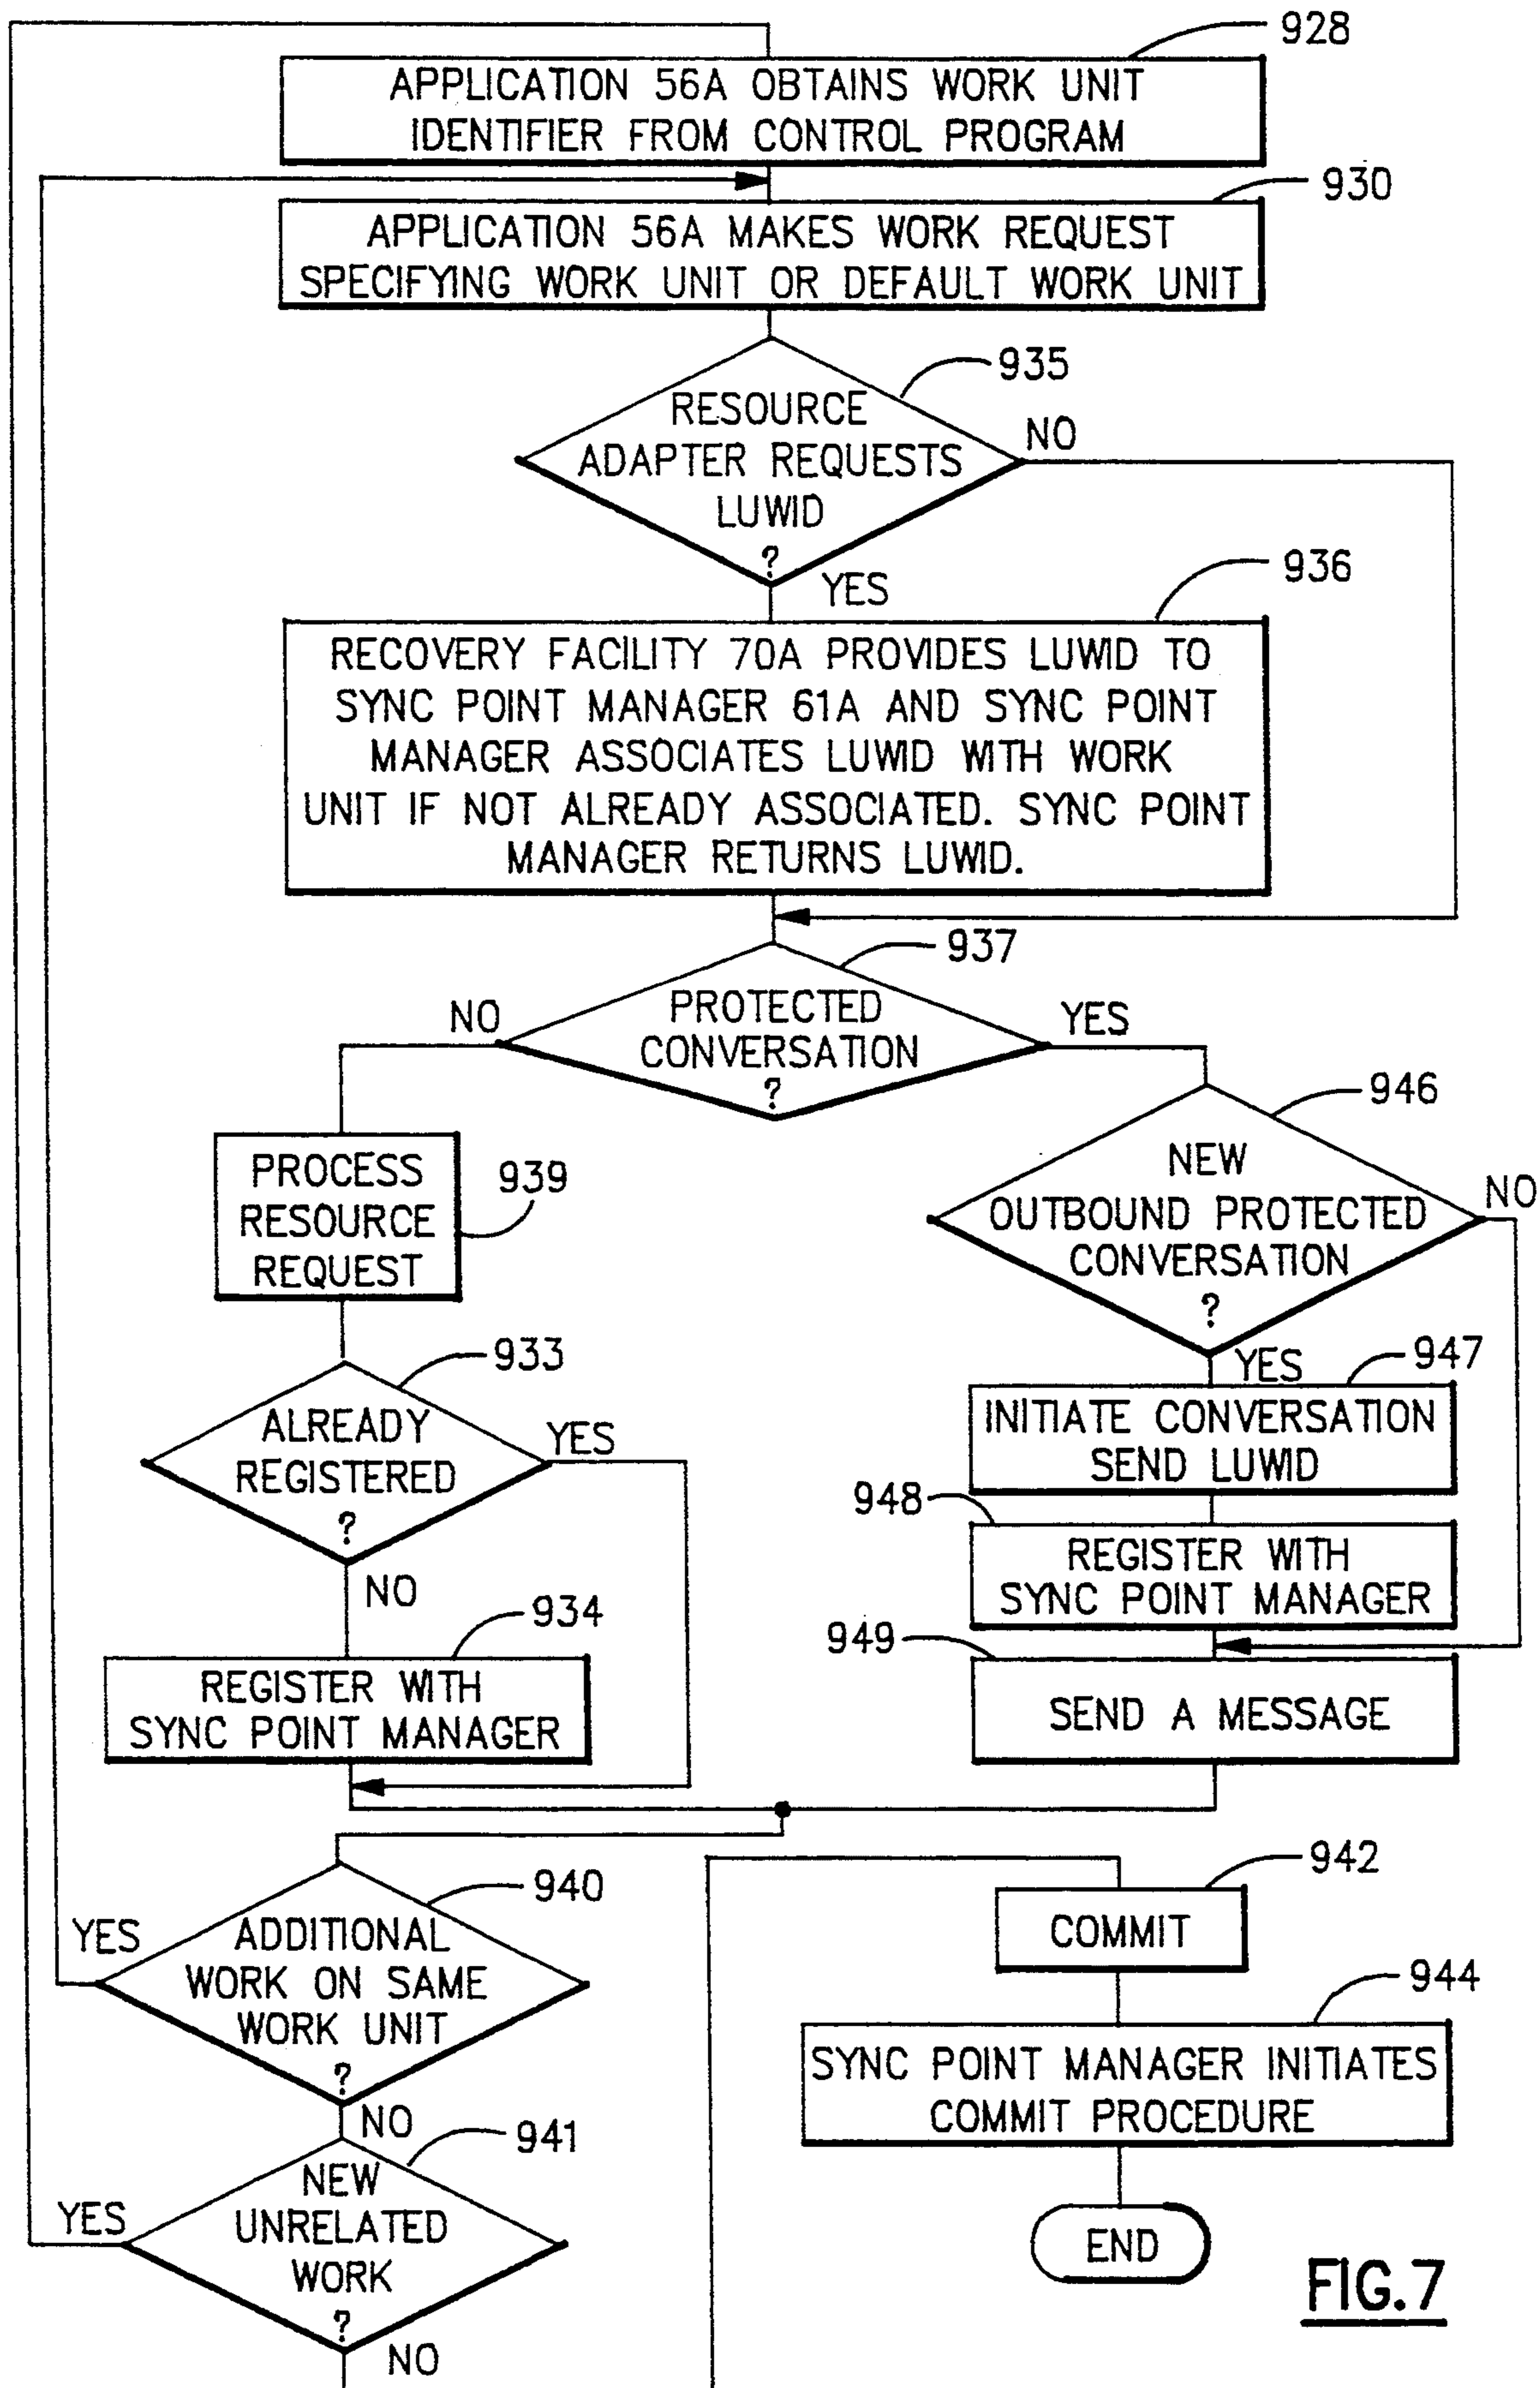 928
APPLICATION 56A OBTAINS WORK UNIT
IDENTIFIER FROM CONTROL PROGRAM
930
APPLICATION 56A MAKES WORK REQUEST
SPECIFYING WORK UNIT OR DEFAULT WORK UNIT
935
RESOURCE
ADAPTER REQUESTS
LUWID
?
NO
YES
936
RECOVERY FACILITY 70A PROVIDES LUWID TO
SYNC POINT MANAGER 61A AND SYNC POINT
MANAGER ASSOCIATES LUWID WITH WORK
UNIT IF NOT ALREADY ASSOCIATED. SYNC POINT
MANAGER RETURNS LUWID.
937
PROTECTED
CONVERSATION
?
NO
YES
PROCESS
RESOURCE
REQUEST
939
933
ALREADY
REGISTERED
?
YES
NO
934
REGISTER WITH
SYNC POINT MANAGER
946
NEW
OUTBOUND PROTECTED
CONVERSATION
?
NO
YES
947
INITIATE CONVERSATION
SEND LUWID
948
REGISTER WITH
SYNC POINT MANAGER
949
SEND A MESSAGE
940
ADDITIONAL
WORK ON SAME
WORK UNIT
?
YES
NO
941
NEW
UNRELATED
WORK
?
YES
NO
942
COMMIT
944
SYNC POINT MANAGER INITIATES
COMMIT PROCEDURE
END
FIG.7